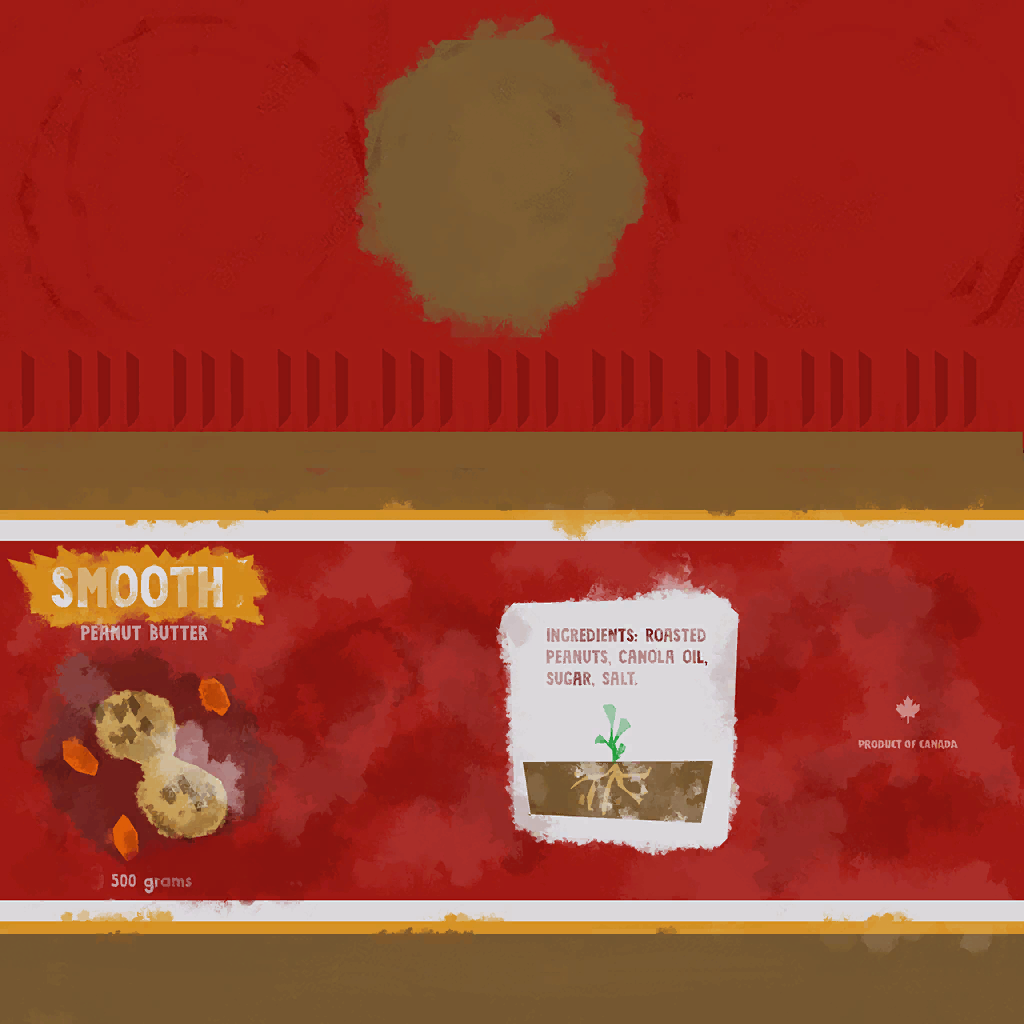 SMOOTH
PEANUT BUTTER
500 grams
INGREDIENTS: ROASTED
PEANUTS, CANOLA OIL,
SUGAR, SALT.
PRODUCT OF CANADA